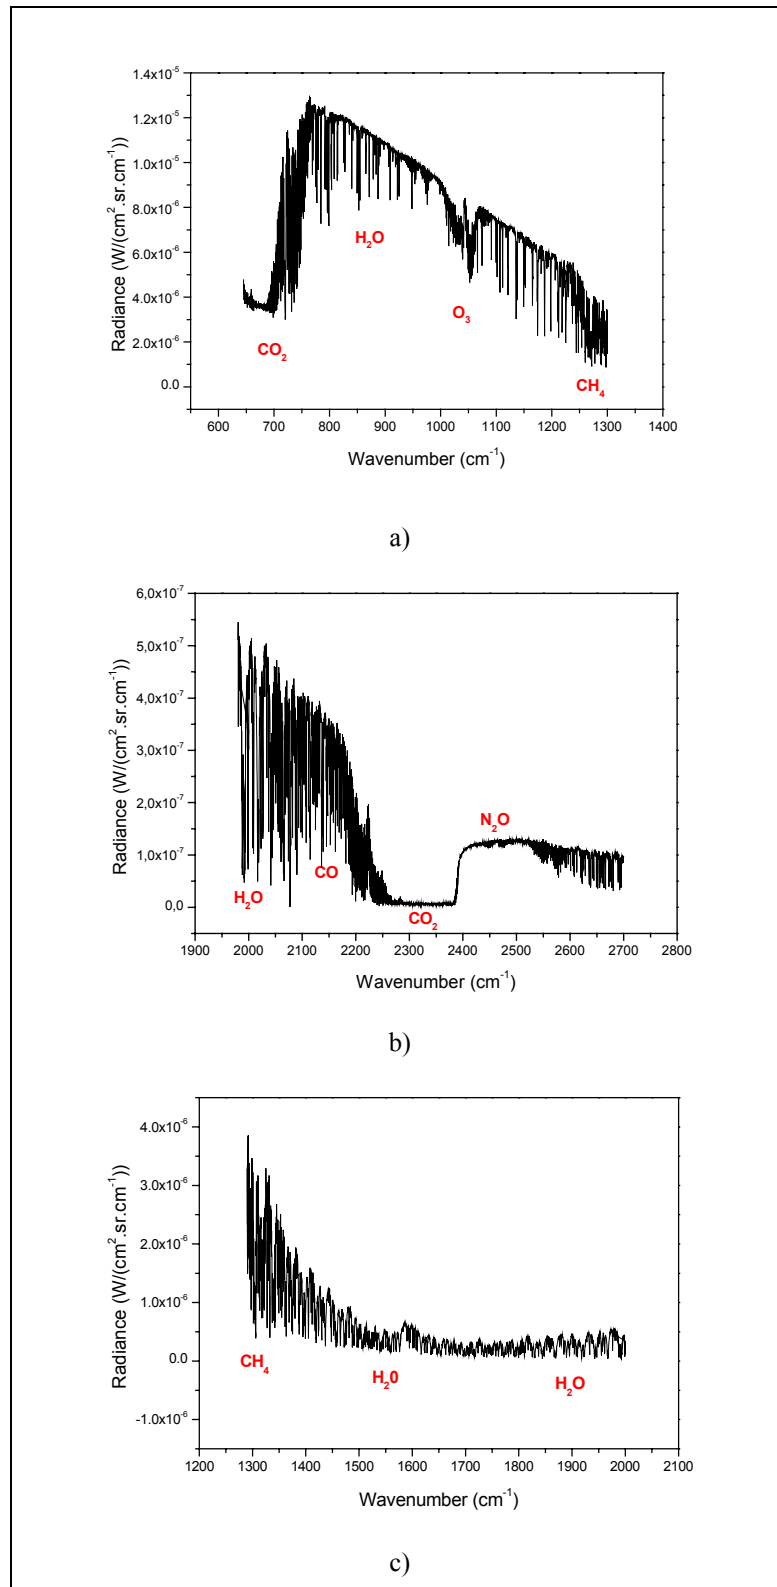 1.4x10⁻⁵
1.2x10⁻⁵
1.0x10⁻⁵
8.0x10⁻⁶
6.0x10⁻⁶
4.0x10⁻⁶
2.0x10⁻⁶
0.0
Radiance (W/(cm².sr.cm⁻¹))
H₂O
O₃
CO₂
CH₄
600 700 800 900 1000 1100 1200 1300 1400
Wavenumber (cm⁻¹)
a)
6,0x10⁻⁷
5,0x10⁻⁷
4,0x10⁻⁷
3,0x10⁻⁷
2,0x10⁻⁷
1,0x10⁻⁷
0,0
Radiance (W/(cm².sr.cm⁻¹))
N₂O
CO
H₂O
CO₂
1900 2000 2100 2200 2300 2400 2500 2600 2700 2800
Wavenumber (cm⁻¹)
b)
4.0x10⁻⁶
3.0x10⁻⁶
2.0x10⁻⁶
1.0x10⁻⁶
0.0
-1.0x10⁻⁶
Radiance (W/(cm².sr.cm⁻¹))
CH₄
H₂0
H₂O
1200 1300 1400 1500 1600 1700 1800 1900 2000 2100
Wavenumber (cm⁻¹)
c)